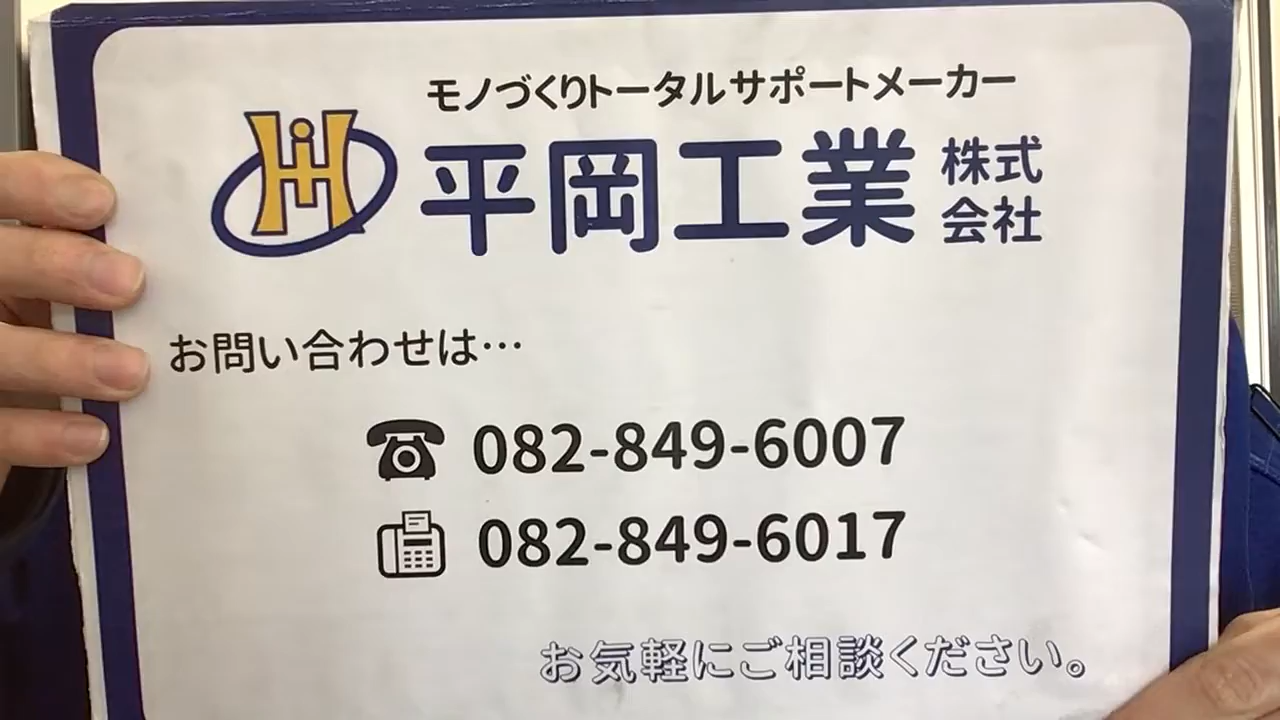 モノづくりトータルサポートメーカー
平岡工業 株式会社
お問い合わせは…
082-849-6007
082-849-6017
お気軽にご相談ください。